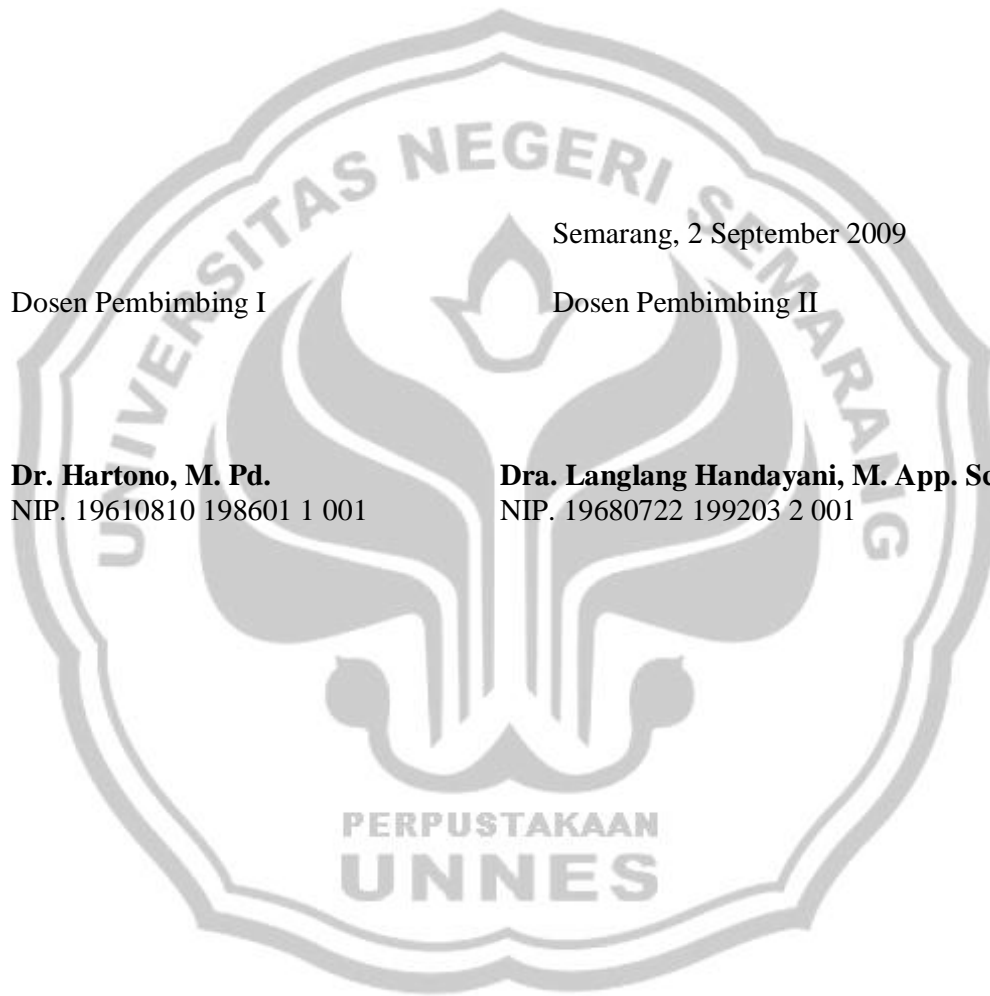 UNIVERSITAS NEGERI SEMARANG
Semarang, 2 September 2009
Dosen Pembimbing I Dosen Pembimbing II
Dr. Hartono, M. Pd. Dra. Langlang Handayani, M. App. Sc
NIP. 19610810 198601 1 001 NIP. 19680722 199203 2 001
PERPUSTAKAAN
UNNES